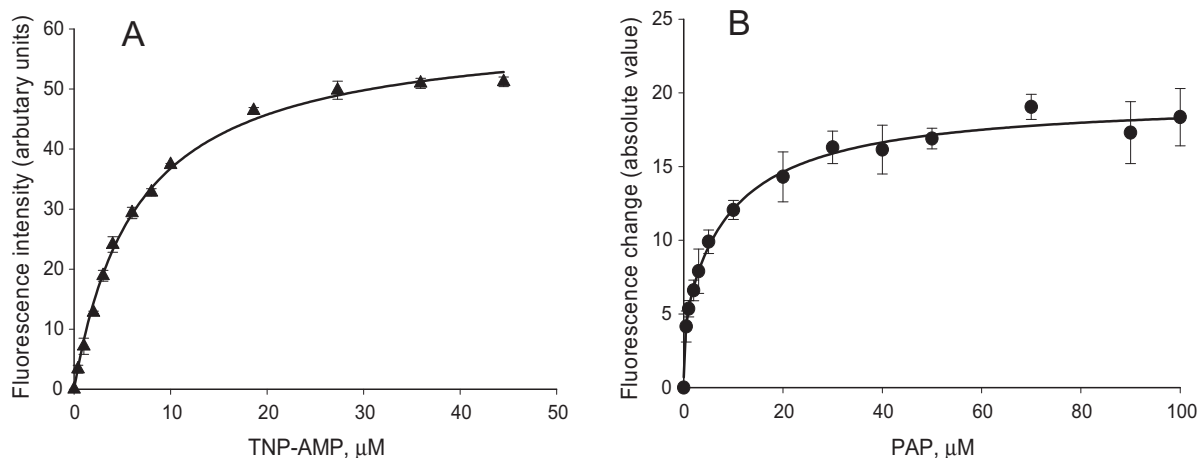 A
Fluorescence intensity (arbutary units)
60
50
40
30
20
10
0
0 10 20 30 40 50
TNP-AMP, μM
B
Fluorescence change (absolute value)
25
20
15
10
5
0
0 20 40 60 80 100
PAP, μM